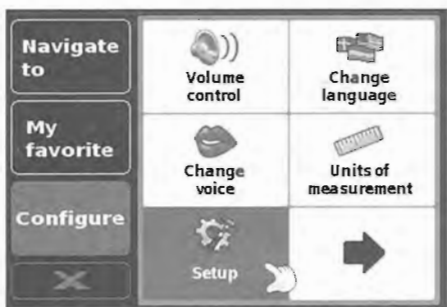 Navigate
to
My
favorite
Configure
Volume
control
Change
language
Change
voice
Units of
measurement
Setup